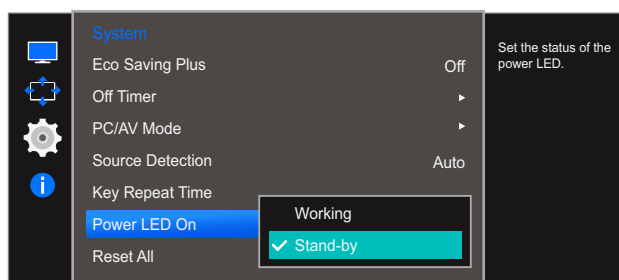 System
Eco Saving Plus Off
Off Timer
PC/AV Mode
Source Detection Auto
Key Repeat Time
Power LED On
Reset All
Working
Stand-by
Set the status of the
power LED.